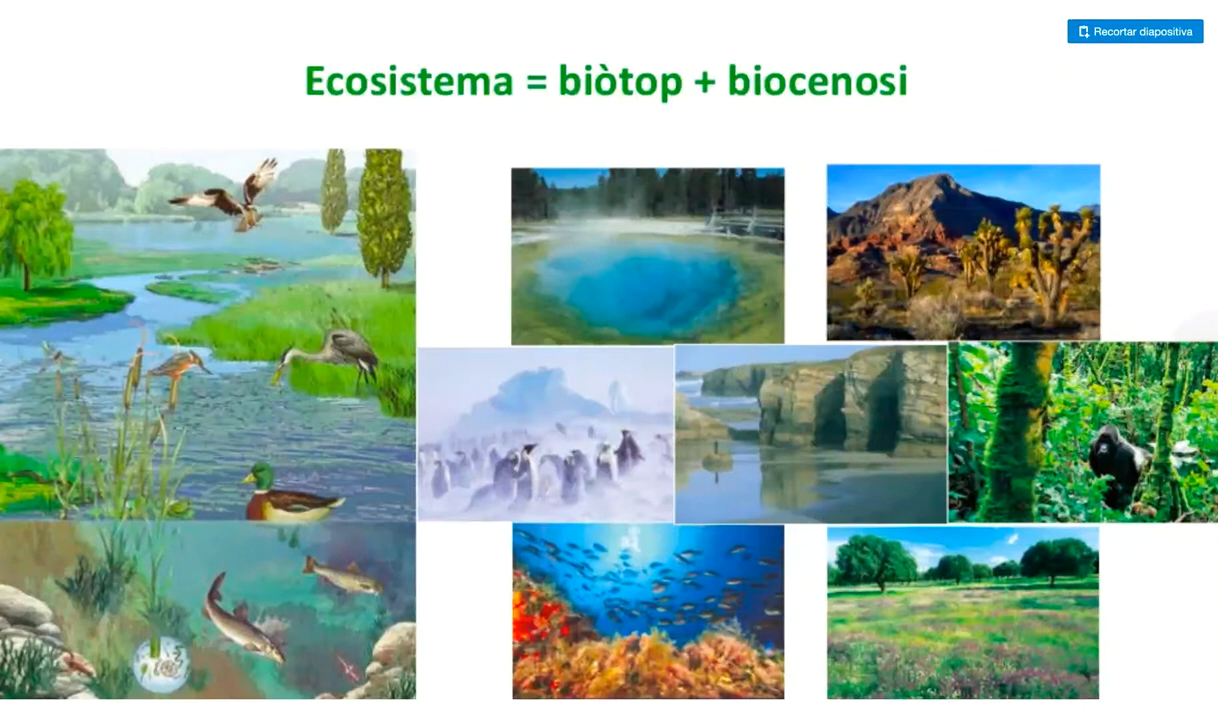 Recortar diapositiva
Ecosistema = biòtop + biocenosi